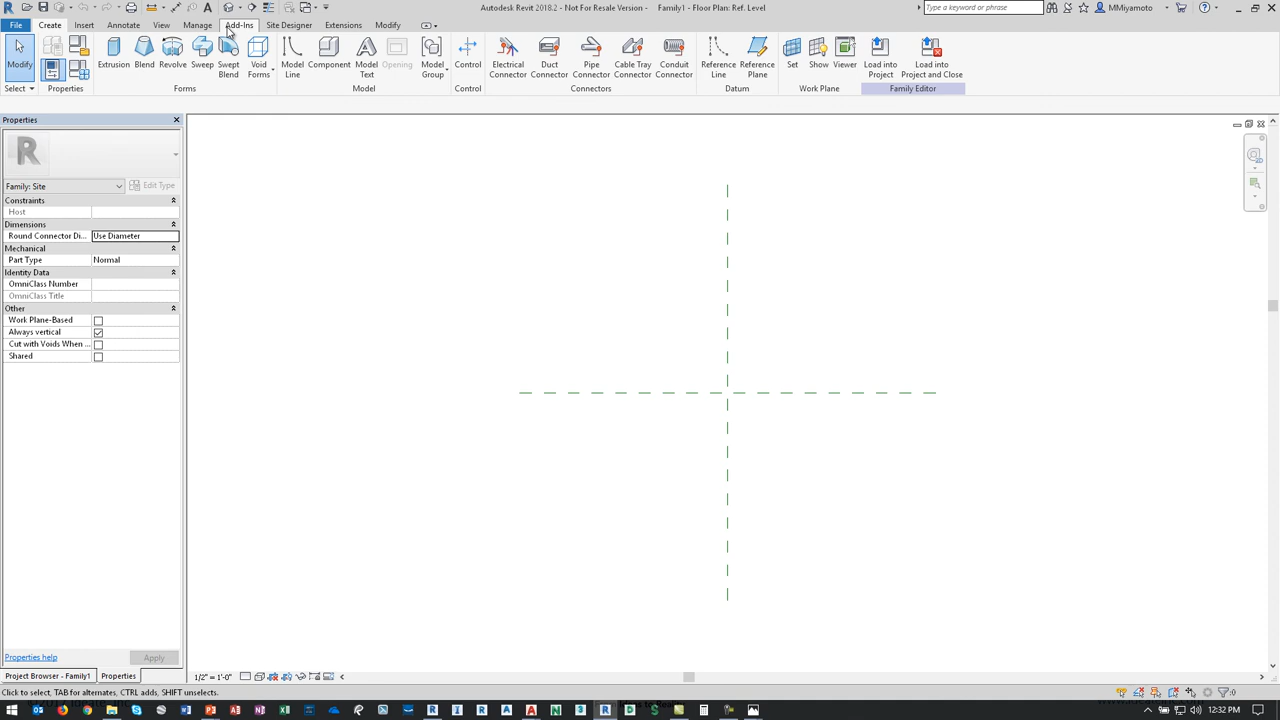 Autodesk Revit 2018.2 - Not For Resale Version - Family1 - Floor Plan: Ref. Level
Type a keyword or phrase
MMiyamoto
File Create Insert Annotate View Manage Add-Ins Site Designer Extensions Modify
Modify
Extrusion Blend Revolve Sweep Swept Blend Void Forms
Model Line Component Model Text Opening Model Group
Control
Electrical Connector Duct Connector Pipe Connector Cable Tray Connector Conduit Connector
Reference Line Reference Plane
Set Show Viewer
Load into Project Load into Project and Close
Select Properties Forms Model Control Connectors Datum Work Plane Family Editor
Properties
R
Family: Site Edit Type
Constraints
Host
Dimensions
Round Connector Di... Use Diameter
Mechanical
Part Type Normal
Identity Data
OmniClass Number
OmniClass Title
Other
Work Plane-Based
Always vertical
Cut with Voids When ...
Shared
Properties help Apply
Project Browser - Family1 Properties
1/2" = 1'-0"
Click to select, TAB for alternates, CTRL adds, SHIFT unselects.
:0
12:32 PM